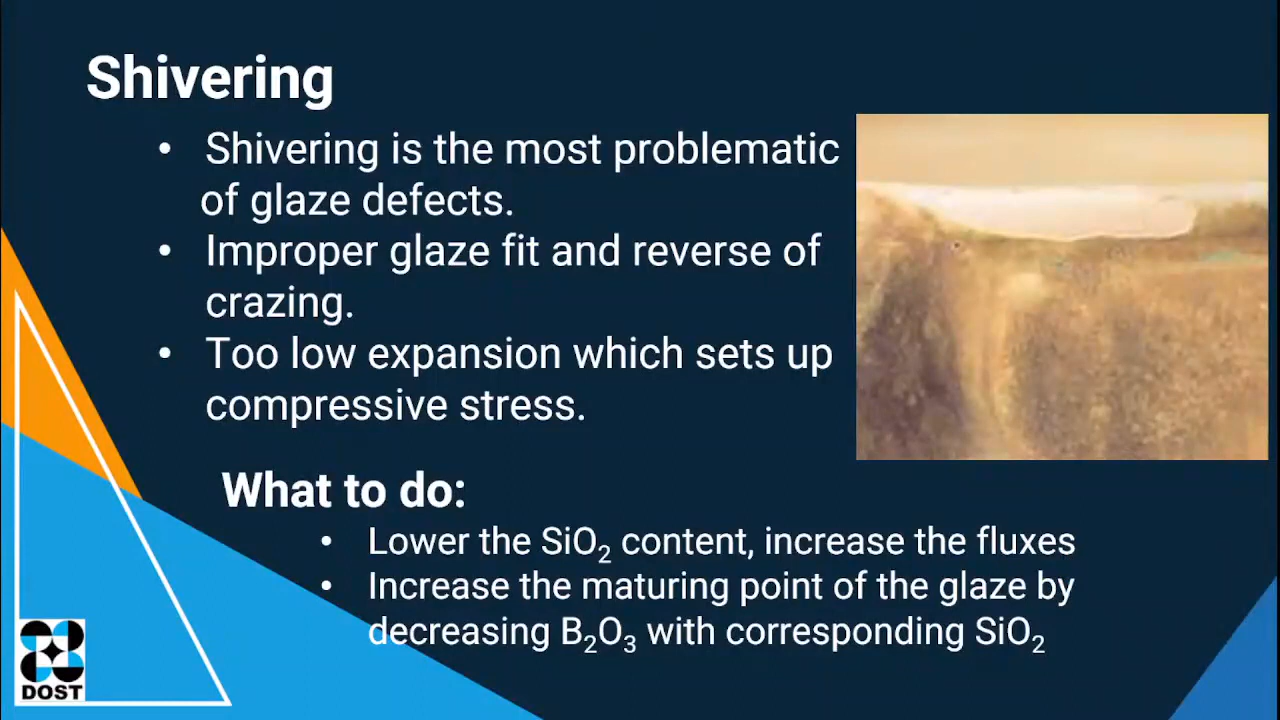 Shivering
• Shivering is the most problematic
of glaze defects.
• Improper glaze fit and reverse of
crazing.
• Too low expansion which sets up
compressive stress.
What to do:
• Lower the SiO₂ content, increase the fluxes
• Increase the maturing point of the glaze by
decreasing B₂O₃ with corresponding SiO₂
DOST